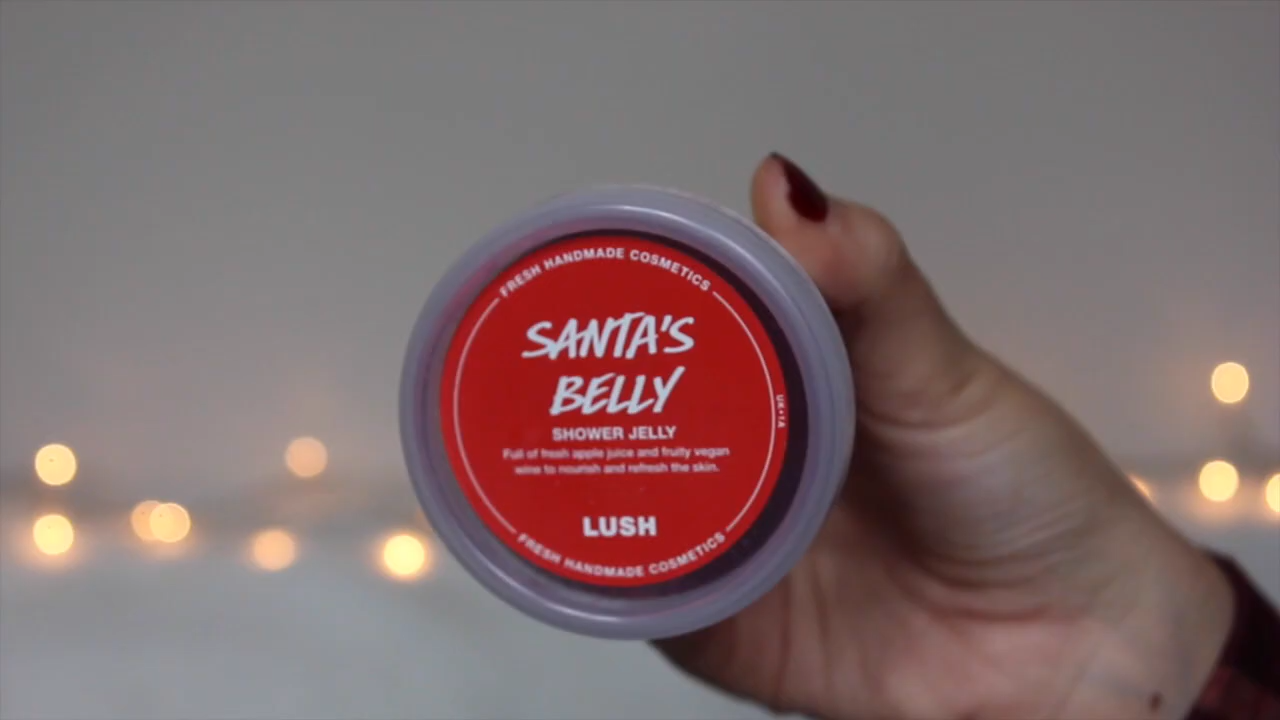 FRESH HANDMADE COSMETICS
SANTA'S
BELLY
SHOWER JELLY
Full of fresh apple juice and fruity vegan
wine to nourish and refresh the skin.
LUSH
FRESH HANDMADE COSMETICS